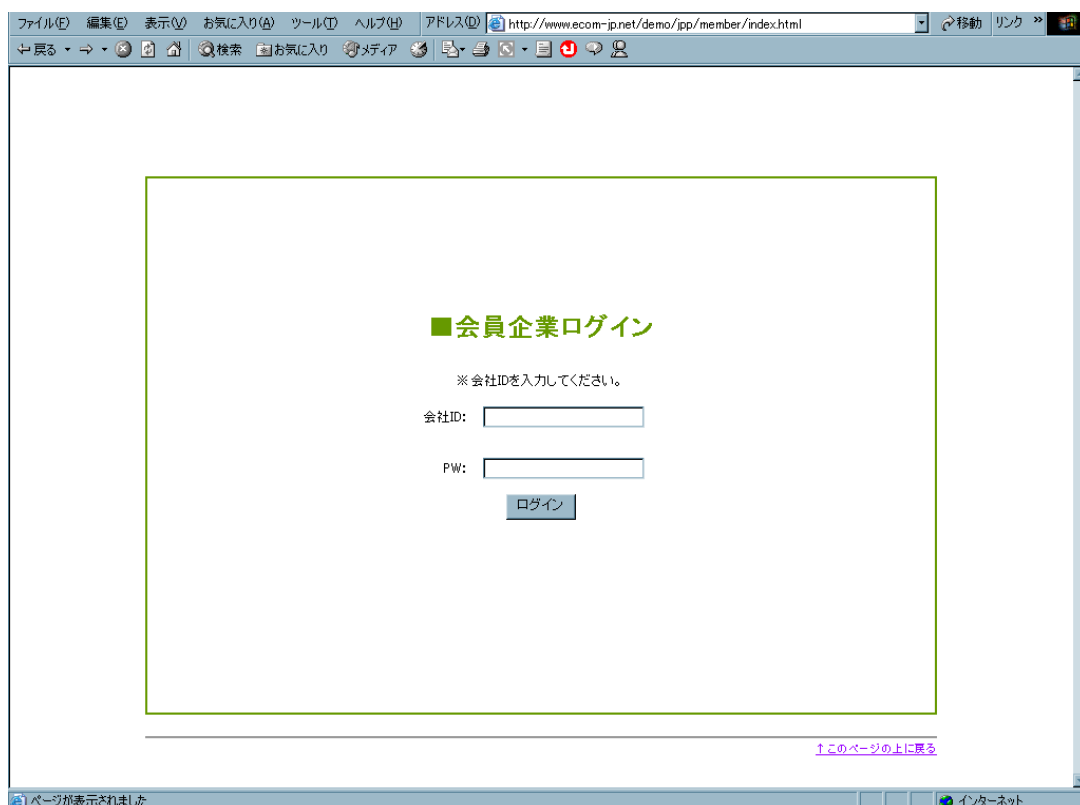 ファイル(F) 編集(E) 表示(V) お気に入り(A) ツール(T) ヘルプ(H) アドレス(D) http://www.ecom-jp.net/demo/jpp/member/index.html 移動 リンク »
戻る 検索 お気に入り メディア
■会員企業ログイン
※会社IDを入力してください。
会社ID:
PW:
ログイン
↑このページの上に戻る
ページが表示されました インターネット